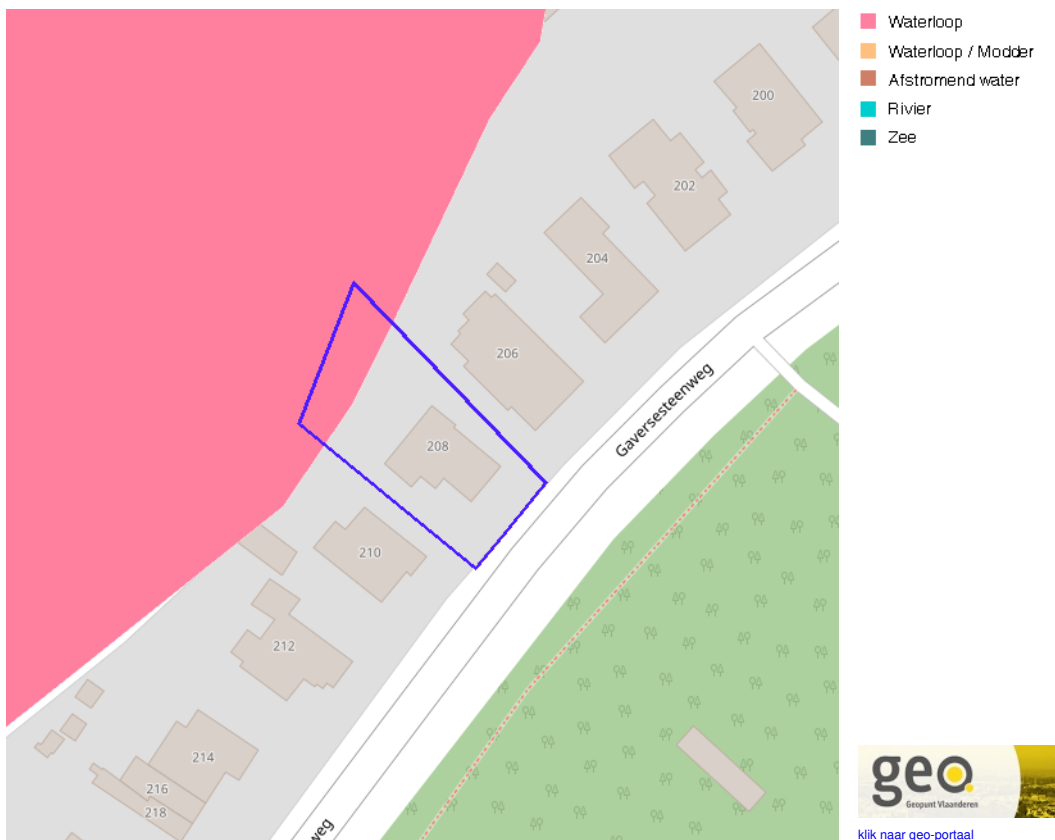 Waterloop
Waterloop / Modder
Afstromend water
Rivier
Zee
200
202
204
206
Gaversesteenweg
208
210
212
214
216
218
weg
geo
Geopunt Vlaanderen
klik naar geo-portaal